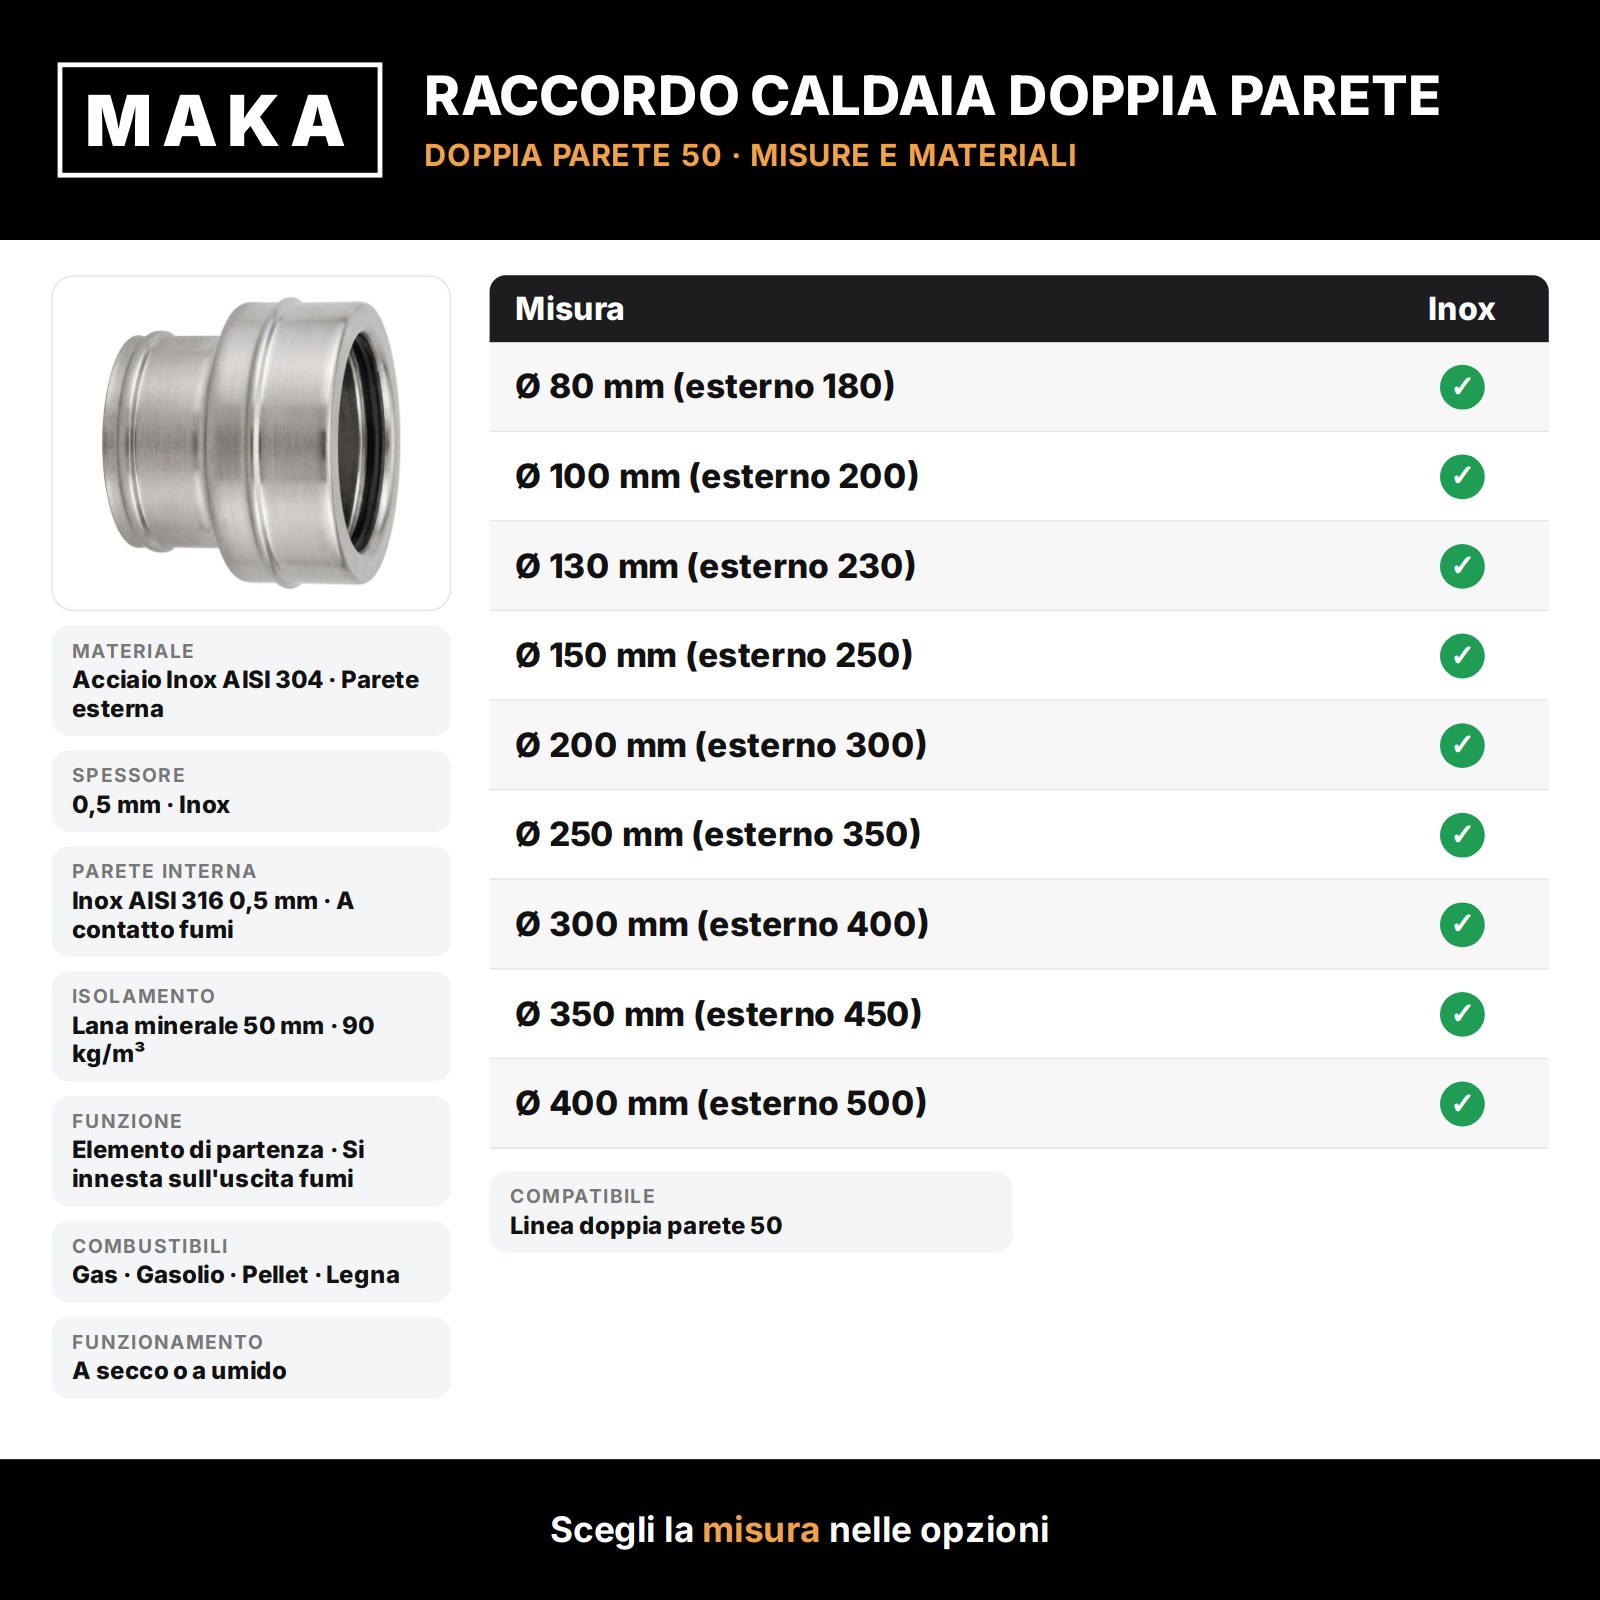 MAKA
RACCORDO CALDAIA DOPPIA PARETE
DOPPIA PARETE 50 · MISURE E MATERIALI
MATERIALE
Acciaio Inox AISI 304 · Parete
esterna
SPESSORE
0,5 mm · Inox
PARETE INTERNA
Inox AISI 316 0,5 mm · A
contatto fumi
ISOLAMENTO
Lana minerale 50 mm · 90
kg/m³
FUNZIONE
Elemento di partenza · Si
innesta sull'uscita fumi
COMBUSTIBILI
Gas · Gasolio · Pellet · Legna
FUNZIONAMENTO
A secco o a umido
Misura Inox
Ø 80 mm (esterno 180) ✓
Ø 100 mm (esterno 200) ✓
Ø 130 mm (esterno 230) ✓
Ø 150 mm (esterno 250) ✓
Ø 200 mm (esterno 300) ✓
Ø 250 mm (esterno 350) ✓
Ø 300 mm (esterno 400) ✓
Ø 350 mm (esterno 450) ✓
Ø 400 mm (esterno 500) ✓
COMPATIBILE
Linea doppia parete 50
Scegli la misura nelle opzioni